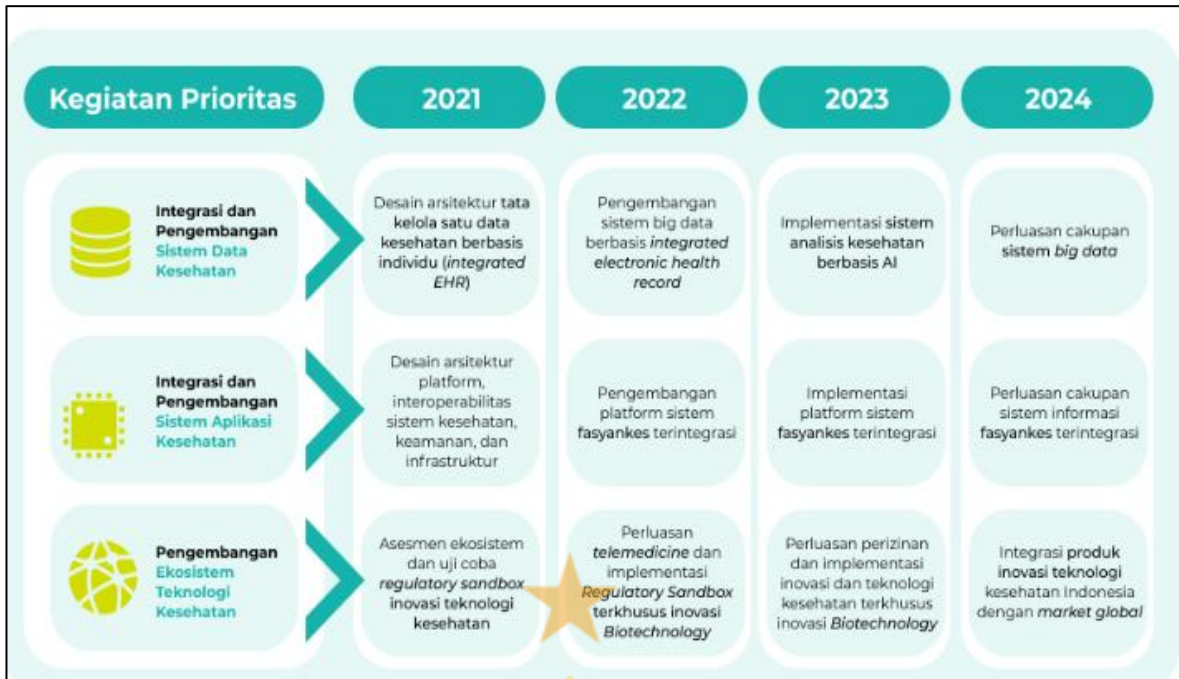 Kegiatan Prioritas
2021
2022
2023
2024
Integrasi dan
Pengembangan
Sistem Data
Kesehatan
Desain arsitektur tata
kelola satu data
kesehatan berbasis
individu (integrated
EHR)
Pengembangan
sistem big data
berbasis integrated
electronic health
record
Implementasi sistem
analisis kesehatan
berbasis AI
Perluasan cakupan
sistem big data
Integrasi dan
Pengembangan
Sistem Aplikasi
Kesehatan
Desain arsitektur
platform,
interoperabilitas
sistem kesehatan,
keamanan, dan
infrastruktur
Pengembangan
platform sistem
fasyankes terintegrasi
Implementasi
platform sistem
fasyankes terintegrasi
Perluasan cakupan
sistem informasi
fasyankes terintegrasi
Pengembangan
Ekosistem
Teknologi
Kesehatan
Asesmen ekosistem
dan uji coba
regulatory sandbox
inovasi teknologi
kesehatan
Perluasan
telemedicine dan
implementasi
Regulatory Sandbox
terkhusus inovasi
Biotechnology
Perluasan perizinan
dan implementasi
inovasi dan teknologi
kesehatan terkhusus
inovasi Biotechnology
Integrasi produk
inovasi teknologi
kesehatan Indonesia
dengan market global